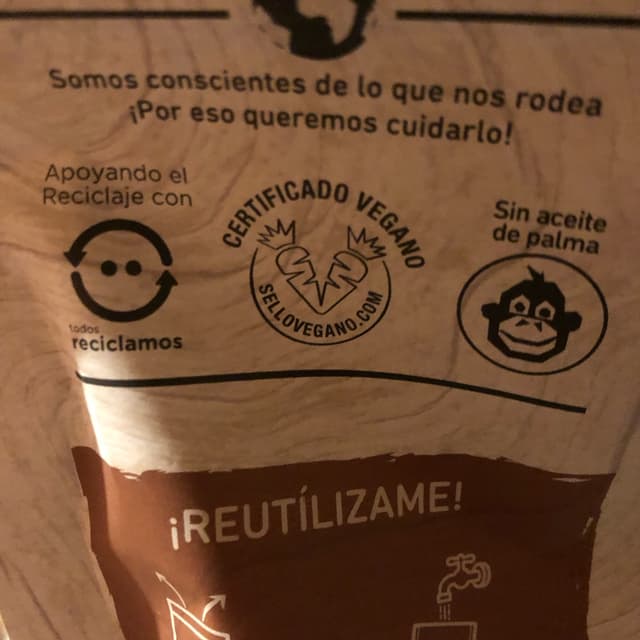 Somos conscientes de lo que nos rodea
¡Por eso queremos cuidarlo!
Apoyando el
Reciclaje con
todos
reciclamos
CERTIFICADO VEGANO
SELLOVEGANO.COM
Sin aceite
de palma
¡REUTÍLIZAME!